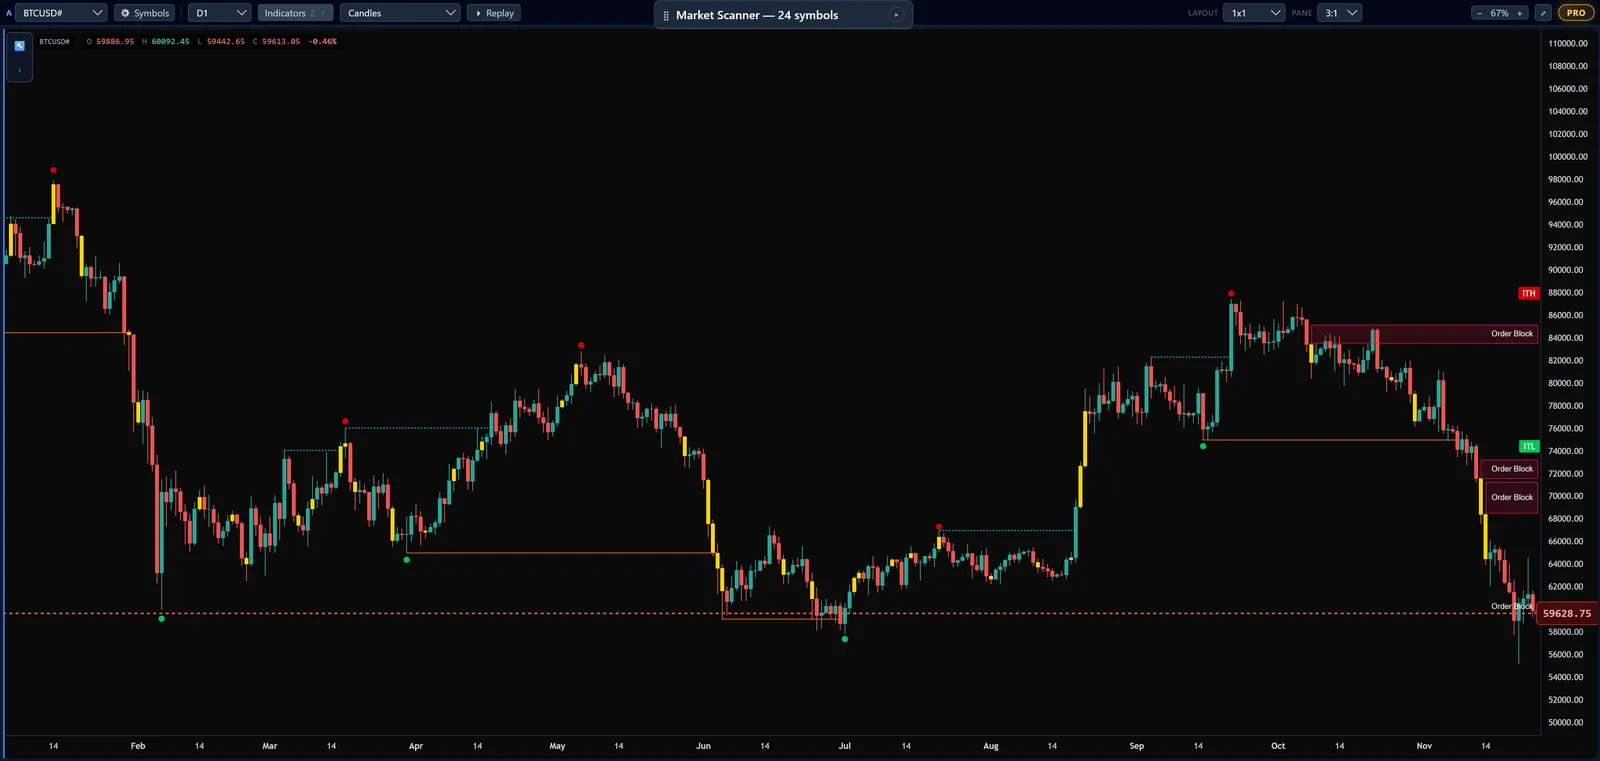 A BTCUSD# Symbols D1 Indicators 2 Candles Replay Market Scanner — 24 symbols LAYOUT 1x1 PANE 3:1 − 67% + PRO
BTCUSD# O 59886.95 H 60092.45 L 59442.65 C 59613.05 -0.46%
110000.00
108000.00
106000.00
104000.00
102000.00
100000.00
98000.00
96000.00
94000.00
92000.00
90000.00
ITH 88000.00
86000.00
Order Block 84000.00
82000.00
80000.00
78000.00
76000.00
ITL 74000.00
Order Block 72000.00
Order Block 70000.00
68000.00
66000.00
64000.00
62000.00
Order Block
59628.75
58000.00
56000.00
54000.00
52000.00
50000.00
14 Feb 14 Mar 14 Apr 14 May 14 Jun 14 Jul 14 Aug 14 Sep 14 Oct 14 Nov 14